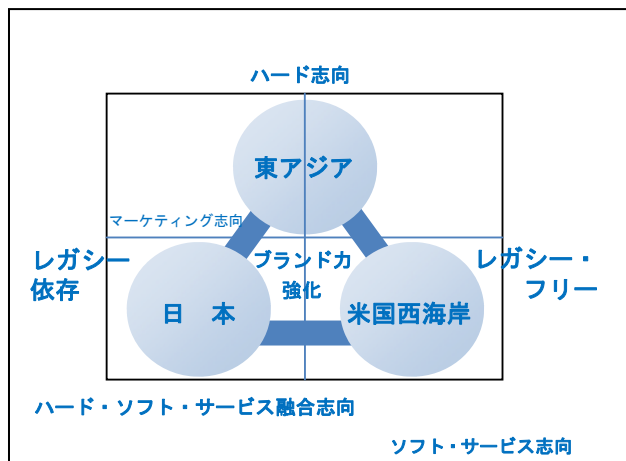 ハード志向
東アジア
マーケティング志向
レガシー
依存
ブランド力
強化
レガシー・
フリー
日　本
米国西海岸
ハード・ソフト・サービス融合志向
ソフト・サービス志向